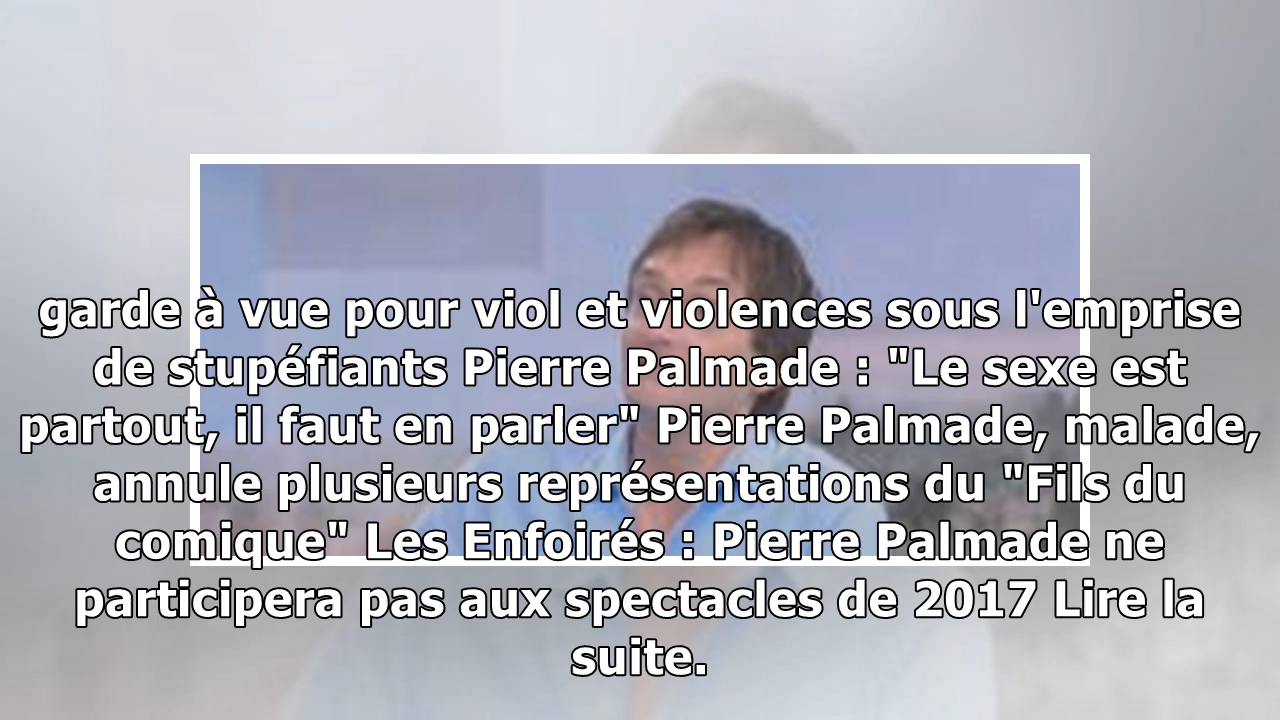 garde à vue pour viol et violences sous l'emprise
de stupéfiants Pierre Palmade : "Le sexe est
partout, il faut en parler" Pierre Palmade, malade,
annule plusieurs représentations du "Fils du
comique" Les Enfoirés : Pierre Palmade ne
participera pas aux spectacles de 2017 Lire la
suite.